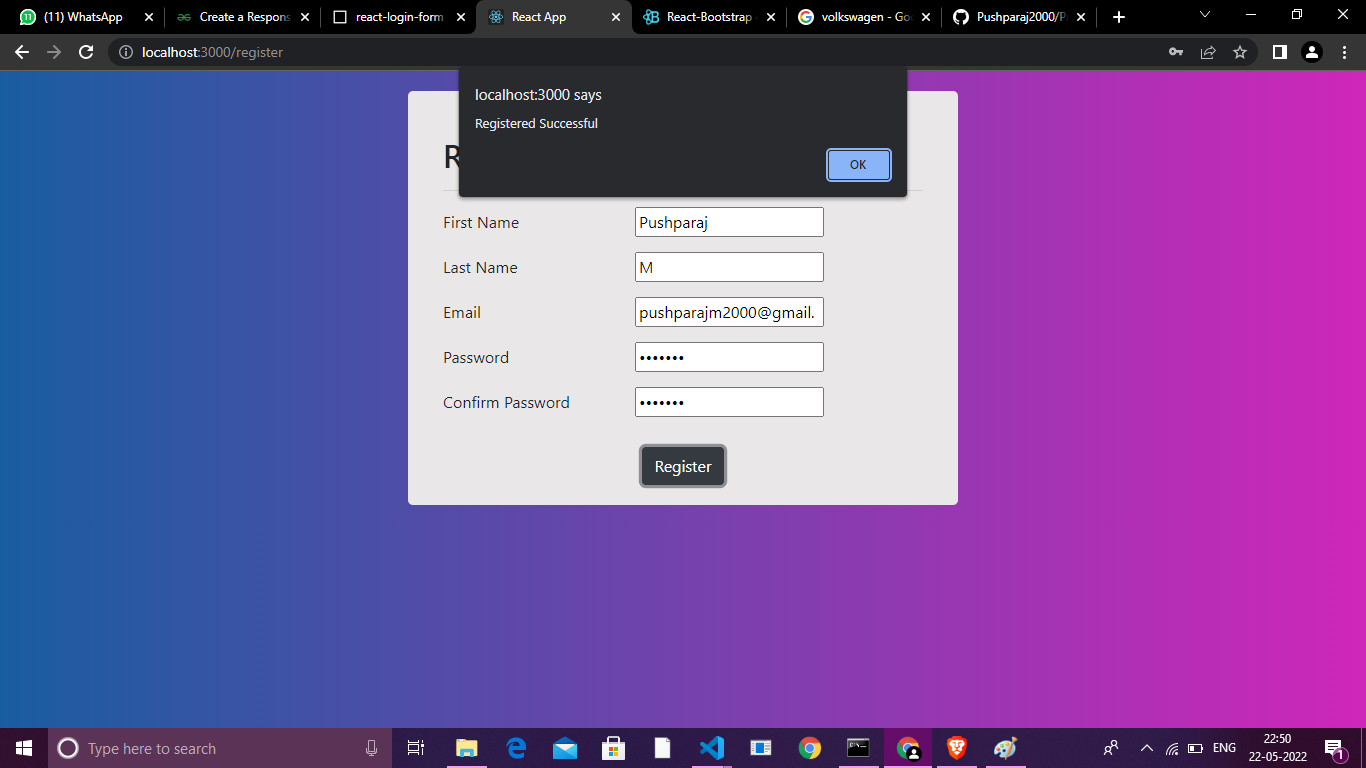 (11) WhatsApp
Create a Respons
react-login-form
React App
React-Bootstrap
volkswagen - Goo
Pushparaj2000/P
localhost:3000/register
localhost:3000 says
Registered Successful
OK
R
First Name
Pushparaj
Last Name
M
Email
pushparajm2000@gmail.
Password
Confirm Password
Register
Type here to search
ENG
22:50
22-05-2022
1